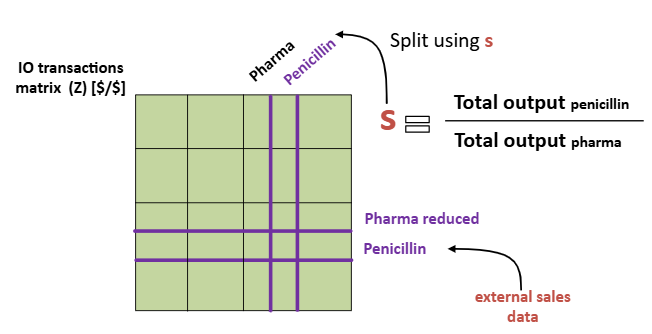 Pharma
Penicillin
Split using s
IO transactions
matrix (Z) [$/$]
s = Total output penicillin
Total output pharma
Pharma reduced
Penicillin
external sales
data